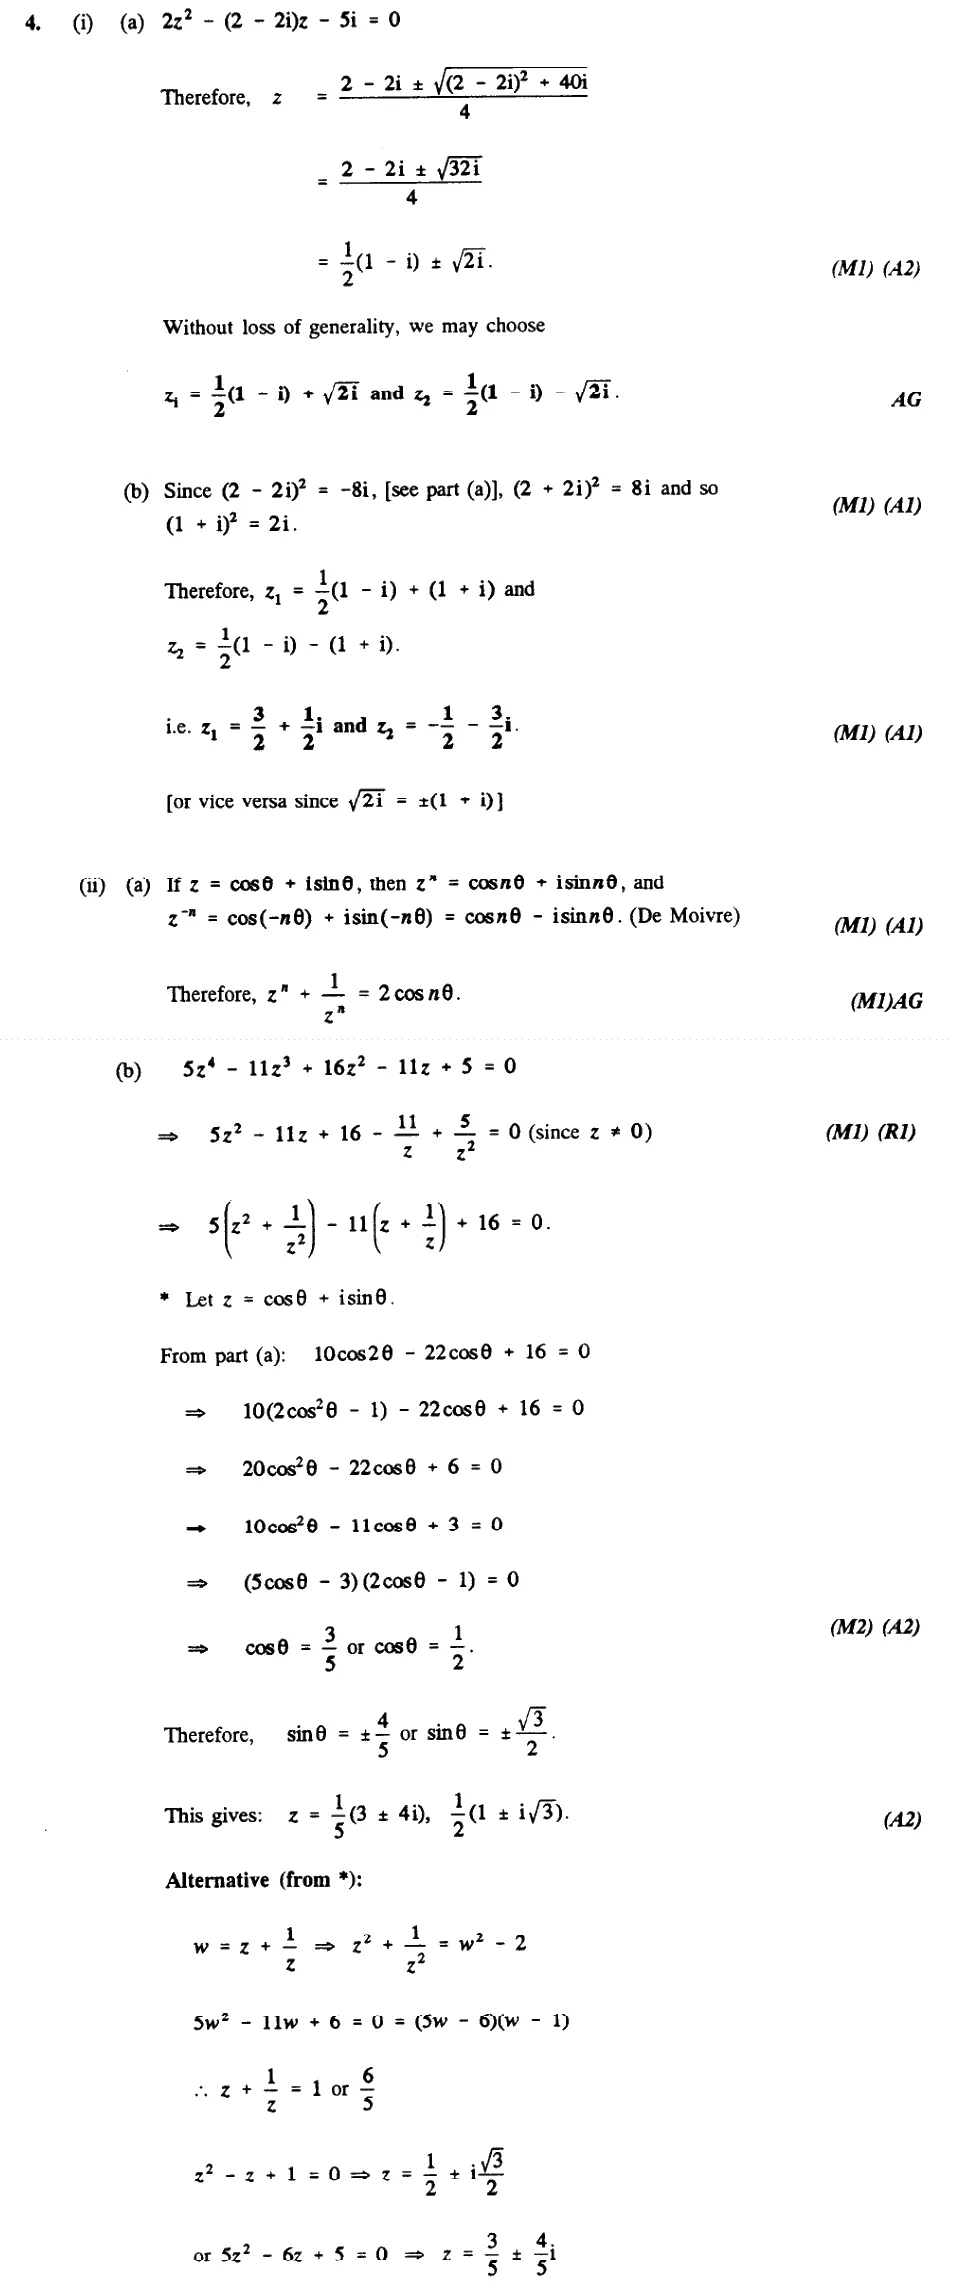 4. (i) (a) 2z² - (2 - 2i)z - 5i = 0
Therefore, z = (2 - 2i ± √((2 - 2i)² + 40i)) / 4
= (2 - 2i ± √(32i)) / 4
= 1/2(1 - i) ± √(2i). (M1) (A2)
Without loss of generality, we may choose
z₁ = 1/2(1 - i) + √(2i) and z₂ = 1/2(1 - i) - √(2i). AG
(b) Since (2 - 2i)² = -8i, [see part (a)], (2 + 2i)² = 8i and so
(1 + i)² = 2i. (M1) (A1)
Therefore, z₁ = 1/2(1 - i) + (1 + i) and
z₂ = 1/2(1 - i) - (1 + i).
i.e. z₁ = 3/2 + 1/2i and z₂ = -1/2 - 3/2i. (M1) (A1)
[or vice versa since √(2i) = ±(1 + i)]
(ii) (a) If z = cosθ + isinθ, then zⁿ = cosnθ + isinnθ, and
z⁻ⁿ = cos(-nθ) + isin(-nθ) = cosnθ - isinnθ. (De Moivre) (M1) (A1)
Therefore, zⁿ + 1/zⁿ = 2cosnθ. (M1)AG
(b) 5z⁴ - 11z³ + 16z² - 11z + 5 = 0
⇒ 5z² - 11z + 16 - 11/z + 5/z² = 0 (since z ≠ 0) (M1) (R1)
⇒ 5(z² + 1/z²) - 11(z + 1/z) + 16 = 0.
* Let z = cosθ + isinθ.
From part (a): 10cos2θ - 22cosθ + 16 = 0
⇒ 10(2cos²θ - 1) - 22cosθ + 16 = 0
⇒ 20cos²θ - 22cosθ + 6 = 0
⇒ 10cos²θ - 11cosθ + 3 = 0
⇒ (5cosθ - 3)(2cosθ - 1) = 0
⇒ cosθ = 3/5 or cosθ = 1/2. (M2) (A2)
Therefore, sinθ = ±4/5 or sinθ = ±√3/2.
This gives: z = 1/5(3 ± 4i), 1/2(1 ± i√3). (A2)
Alternative (from *):
w = z + 1/z ⇒ z² + 1/z² = w² - 2
5w² - 11w + 6 = 0 = (5w - 6)(w - 1)
∴ z + 1/z = 1 or 6/5
z² - z + 1 = 0 ⇒ z = 1/2 ± i√3/2
or 5z² - 6z + 5 = 0 ⇒ z = 3/5 ± 4/5i